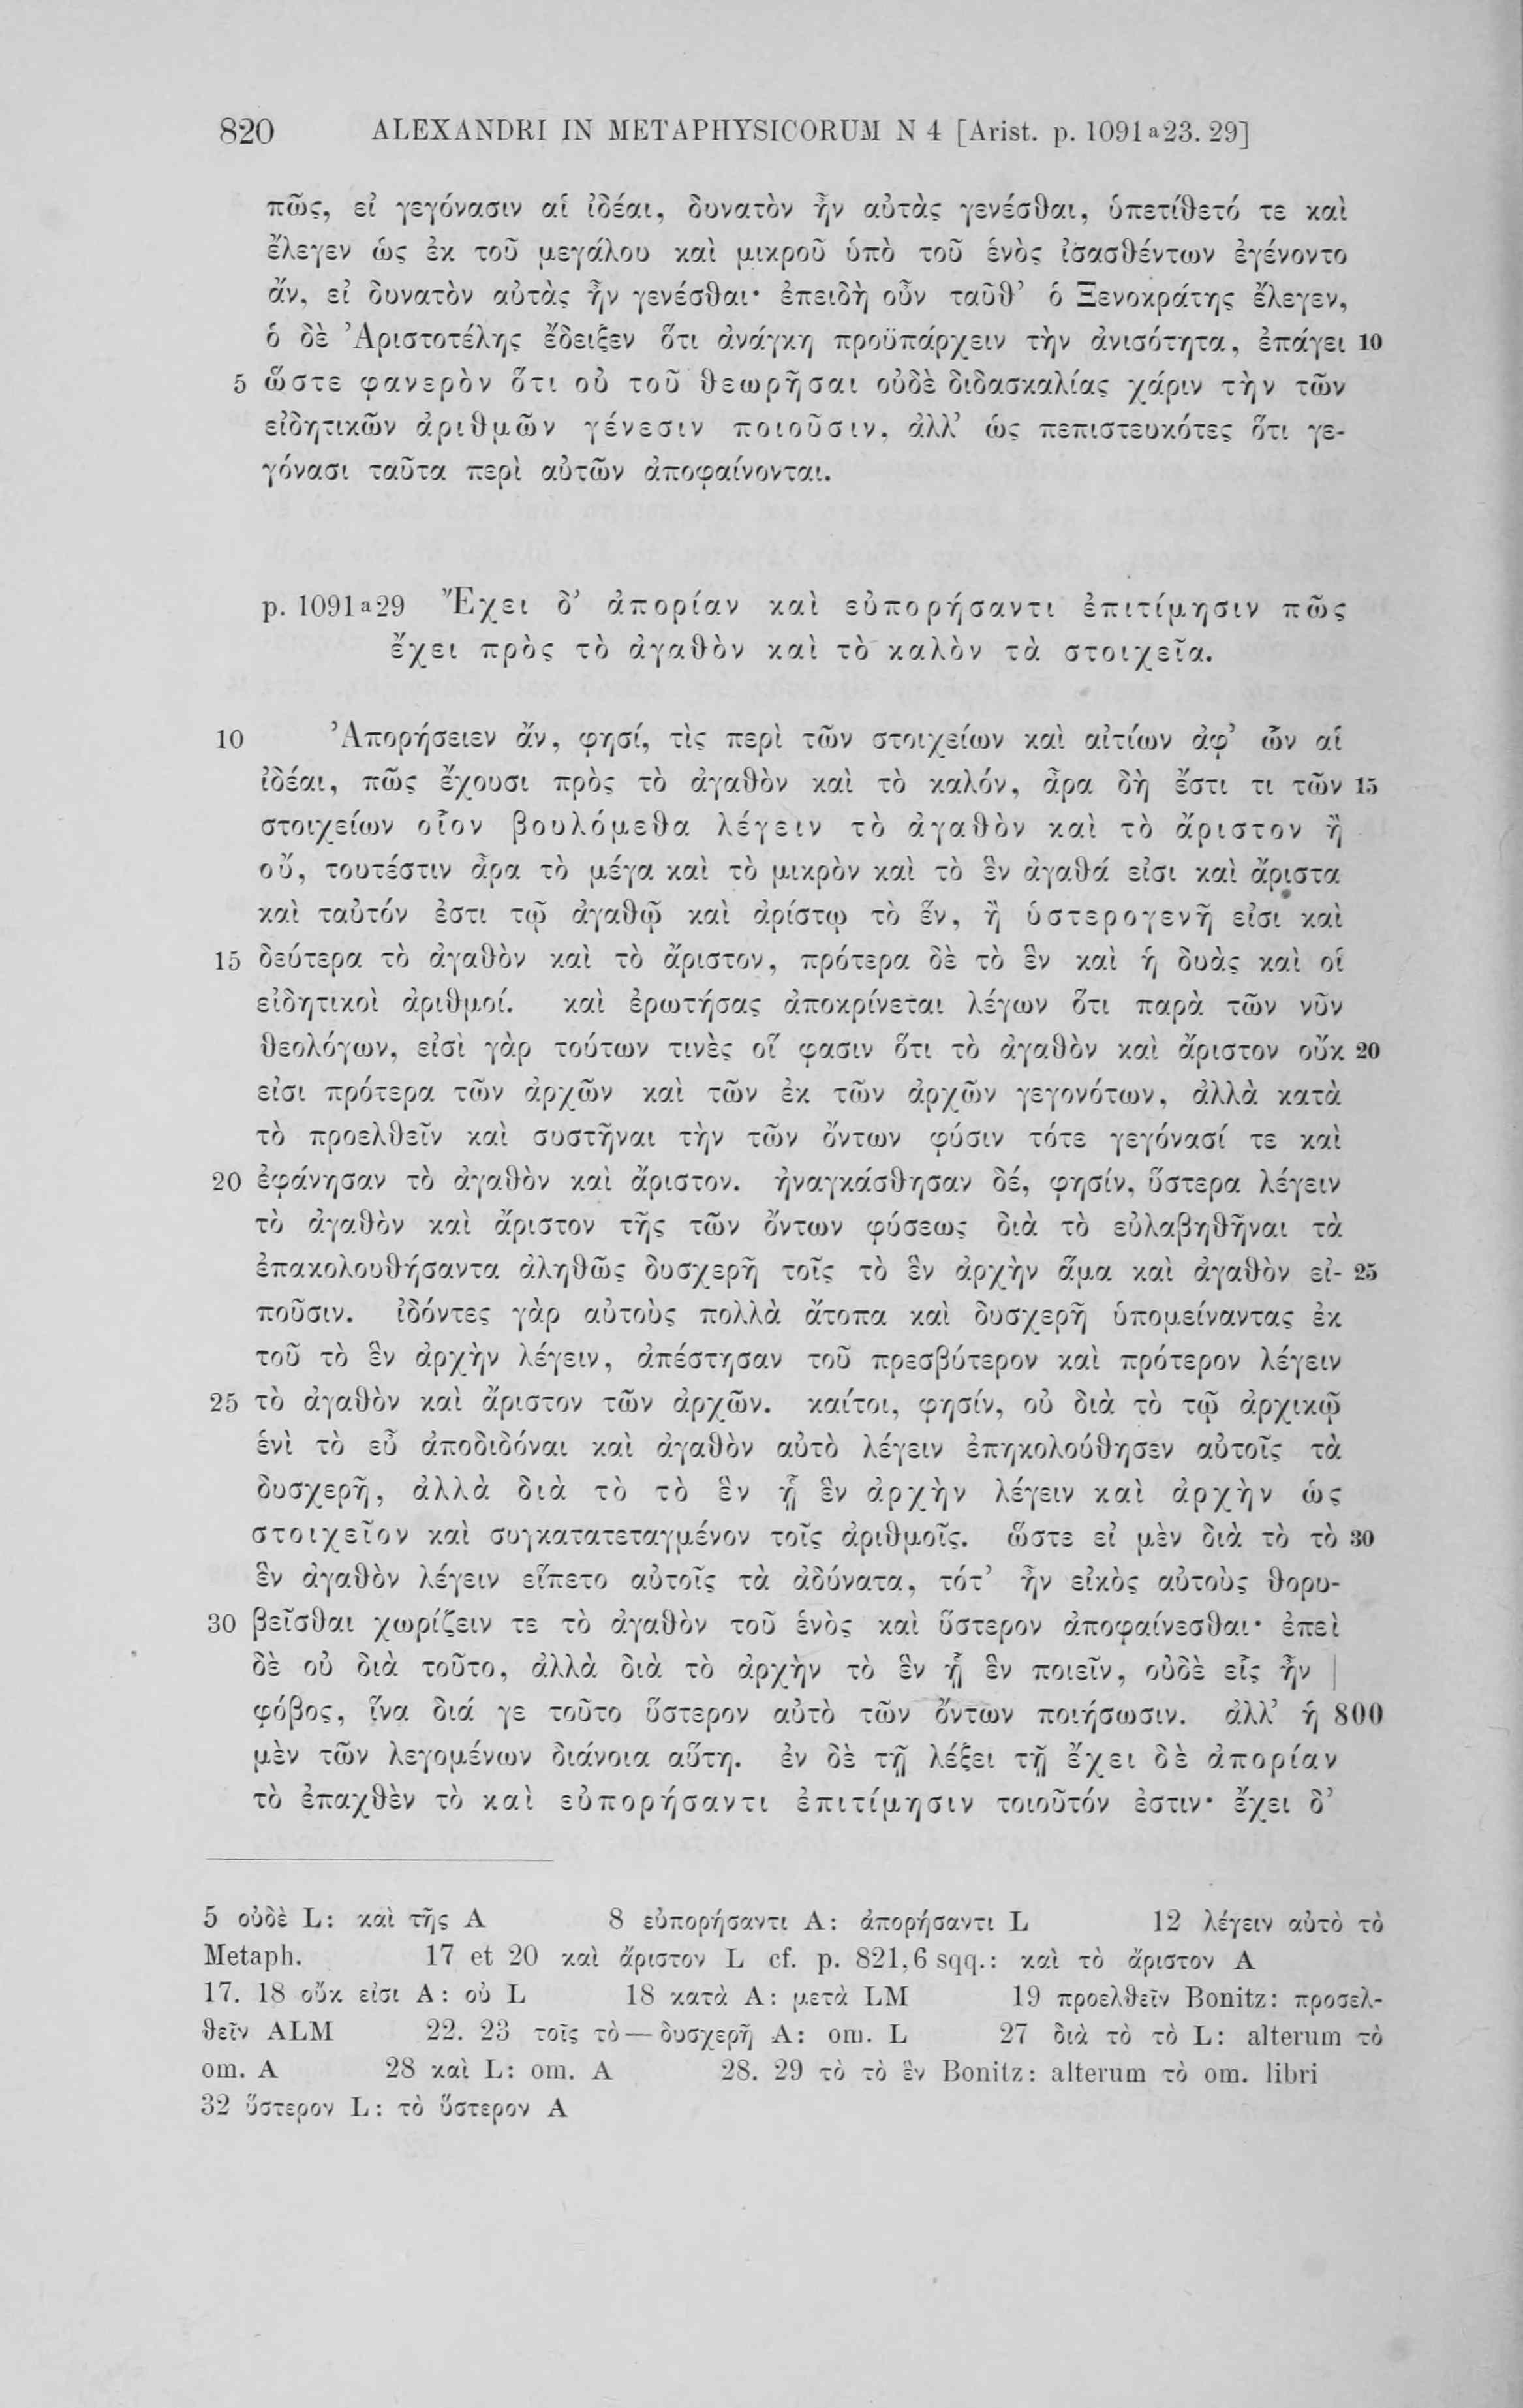 820 ALEXANDRI IN METAPHYSICORUM N 4 [Arist. p. 1091 a 23. 29]
πῶς, εἰ γεγόνασιν αἱ ἰδέαι, δυνατὸν ἦν αὐτὰς γενέσθαι, ὑπετίθετό τε καὶ
ἔλεγεν ὡς ἐκ τοῦ μεγάλου καὶ μικροῦ ὑπὸ τοῦ ἑνὸς ἰσασθέντων ἐγένοντο
ἄν, εἰ δυνατὸν αὐτὰς ἦν γενέσθαι· ἐπειδὴ οὖν ταῦθ’ ὁ Ξενοκράτης ἔλεγεν,
ὁ δὲ Ἀριστοτέλης ἔδειξεν ὅτι ἀνάγκη προϋπάρχειν τὴν ἀνισότητα, ἐπάγει 10
5 ὥστε φανερὸν ὅτι οὐ τοῦ θεωρῆσαι οὐδὲ διδασκαλίας χάριν τὴν τῶν
εἰδητικῶν ἀριθμῶν γένεσιν ποιοῦσιν, ἀλλ’ ὡς πεπιστευκότες ὅτι γε-
γόνασι ταῦτα περὶ αὐτῶν ἀποφαίνονται.
p. 1091 a 29 Ἔχει δ’ ἀπορίαν καὶ εὐπορήσαντι ἐπιτίμησιν πῶς
ἔχει πρὸς τὸ ἀγαθὸν καὶ τὸ καλὸν τὰ στοιχεῖα.
10 Ἀπορήσειεν ἄν, φησί, τὶς περὶ τῶν στοιχείων καὶ αἰτίων ἀφ’ ὧν αἱ
ἰδέαι, πῶς ἔχουσι πρὸς τὸ ἀγαθὸν καὶ τὸ καλόν, ἆρα δὴ ἔστι τι τῶν 15
στοιχείων οἷον βουλόμεθα λέγειν τὸ ἀγαθὸν καὶ τὸ ἄριστον ἢ
οὔ, τουτέστιν ἆρα τὸ μέγα καὶ τὸ μικρὸν καὶ τὸ ἓν ἀγαθά εἰσι καὶ ἄριστα
καὶ ταὐτόν ἐστι τῷ ἀγαθῷ καὶ ἀρίστῳ τὸ ἕν, ἢ ὑστερογενῆ εἰσι καὶ
15 δεύτερα τὸ ἀγαθὸν καὶ τὸ ἄριστον, πρότερα δὲ τὸ ἓν καὶ ἡ δυὰς καὶ οἱ
εἰδητικοὶ ἀριθμοί. καὶ ἐρωτήσας ἀποκρίνεται λέγων ὅτι παρὰ τῶν νῦν
θεολόγων, εἰσὶ γὰρ τούτων τινὲς οἵ φασιν ὅτι τὸ ἀγαθὸν καὶ ἄριστον οὔκ 20
εἰσι πρότερα τῶν ἀρχῶν καὶ τῶν ἐκ τῶν ἀρχῶν γεγονότων, ἀλλὰ κατὰ
τὸ προελθεῖν καὶ συστῆναι τὴν τῶν ὄντων φύσιν τότε γεγόνασί τε καὶ
20 ἐφάνησαν τὸ ἀγαθὸν καὶ ἄριστον. ἠναγκάσθησαν δέ, φησίν, ὕστερα λέγειν
τὸ ἀγαθὸν καὶ ἄριστον τῆς τῶν ὄντων φύσεως διὰ τὸ εὐλαβηθῆναι τὰ
ἐπακολουθήσαντα ἀληθῶς δυσχερῆ τοῖς τὸ ἓν ἀρχὴν ἅμα καὶ ἀγαθὸν εἰ- 25
ποῦσιν. ἰδόντες γὰρ αὐτοὺς πολλὰ ἄτοπα καὶ δυσχερῆ ὑπομείναντας ἐκ
τοῦ τὸ ἓν ἀρχὴν λέγειν, ἀπέστησαν τοῦ πρεσβύτερον καὶ πρότερον λέγειν
25 τὸ ἀγαθὸν καὶ ἄριστον τῶν ἀρχῶν. καίτοι, φησίν, οὐ διὰ τὸ τῷ ἀρχικῷ
ἑνὶ τὸ εὖ ἀποδιδόναι καὶ ἀγαθὸν αὐτὸ λέγειν ἐπηκολούθησεν αὐτοῖς τὰ
δυσχερῆ, ἀλλὰ διὰ τὸ τὸ ἓν ᾗ ἓν ἀρχὴν λέγειν καὶ ἀρχὴν ὡς
στοιχεῖον καὶ συγκατατεταγμένον τοῖς ἀριθμοῖς. ὥστε εἰ μὲν διὰ τὸ τὸ 30
ἓν ἀγαθὸν λέγειν εἵπετο αὐτοῖς τὰ ἀδύνατα, τότ’ ἦν εἰκὸς αὐτοὺς θορυ-
30 βεῖσθαι χωρίζειν τε τὸ ἀγαθὸν τοῦ ἑνὸς καὶ ὕστερον ἀποφαίνεσθαι· ἐπεὶ
δὲ οὐ διὰ τοῦτο, ἀλλὰ διὰ τὸ ἀρχὴν τὸ ἓν ᾗ ἓν ποιεῖν, οὐδὲ εἷς ἦν |
φόβος, ἵνα διά γε τοῦτο ὕστερον αὐτὸ τῶν ὄντων ποιήσωσιν. ἀλλ’ ἡ 800
μὲν τῶν λεγομένων διάνοια αὕτη. ἐν δὲ τῇ λέξει τῇ ἔχει δὲ ἀπορίαν
τὸ ἐπαχθὲν τὸ καὶ εὐπορήσαντι ἐπιτίμησιν τοιοῦτόν ἐστιν· ἔχει δ’
5 οὐδὲ L: καὶ τῆς A 8 εὐπορήσαντι A: ἀπορήσαντι L 12 λέγειν αὐτὸ τὸ
Metaph. 17 et 20 καὶ ἄριστον L cf. p. 821,6 sqq.: καὶ τὸ ἄριστον A
17. 18 οὔκ εἰσι A: οὐ L 18 κατὰ A: μετὰ LM 19 προελθεῖν Bonitz: προσελ-
θεῖν ALM 22. 23 τοῖς τὸ — δυσχερῆ A: om. L 27 διὰ τὸ τὸ L: alterum τὸ
om. A 28 καὶ L: om. A 28. 29 τὸ τὸ ἓν Bonitz: alterum τὸ om. libri
32 ὕστερον L: τὸ ὕστερον A